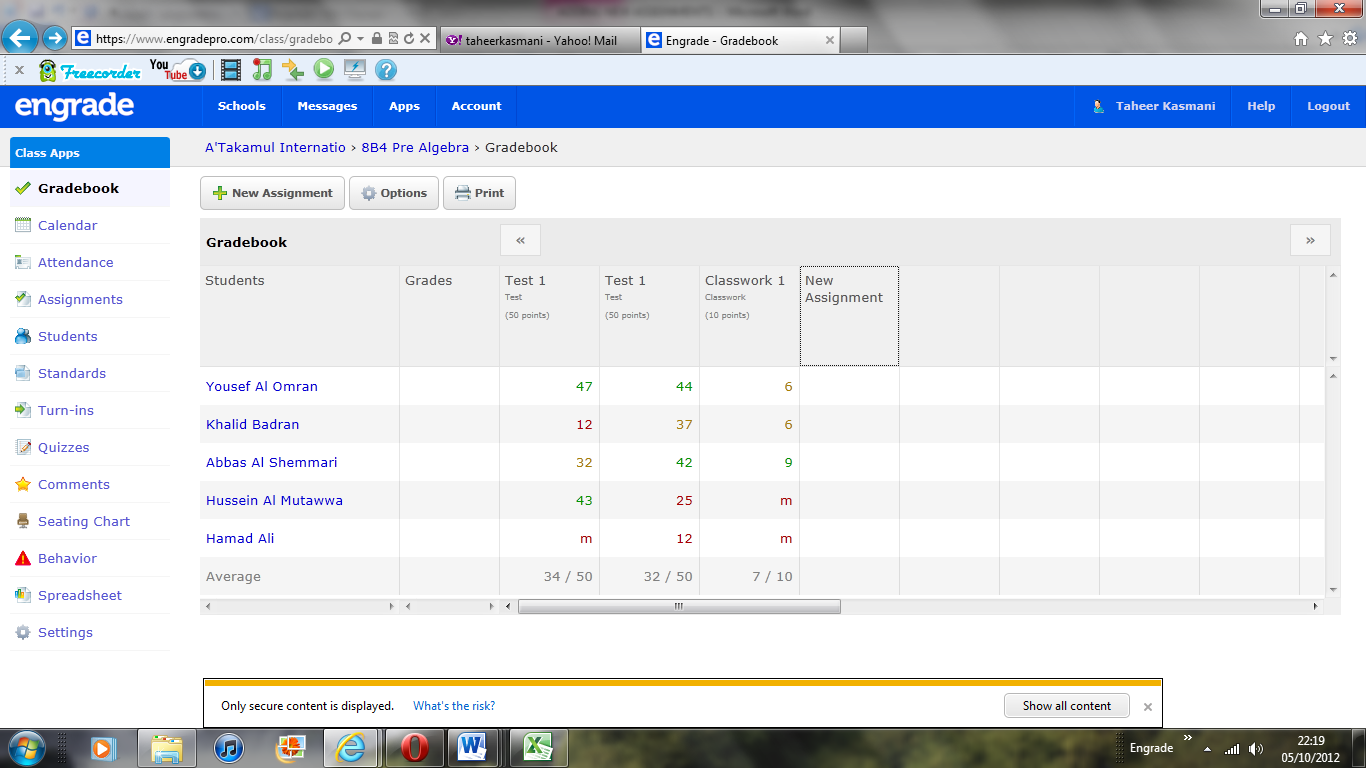 https://www.engradepro.com/class/gradebo
taheerkasmani - Yahoo! Mail
Engrade - Gradebook
Freecorder
You Tube
engrade
Schools
Messages
Apps
Account
Taheer Kasmani
Help
Logout
Class Apps
Gradebook
Calendar
Attendance
Assignments
Students
Standards
Turn-ins
Quizzes
Comments
Seating Chart
Behavior
Spreadsheet
Settings
A'Takamul Internatio › 8B4 Pre Algebra › Gradebook
New Assignment
Options
Print
Gradebook
«
»
Students Grades Test 1 Test 1 Classwork 1 New
Test Test Classwork Assignment
(50 points) (50 points) (10 points)
Yousef Al Omran 47 44 6
Khalid Badran 12 37 6
Abbas Al Shemmari 32 42 9
Hussein Al Mutawwa 43 25 m
Hamad Ali m 12 m
Average 34 / 50 32 / 50 7 / 10
Only secure content is displayed. What's the risk? Show all content
Engrade
22:19
05/10/2012